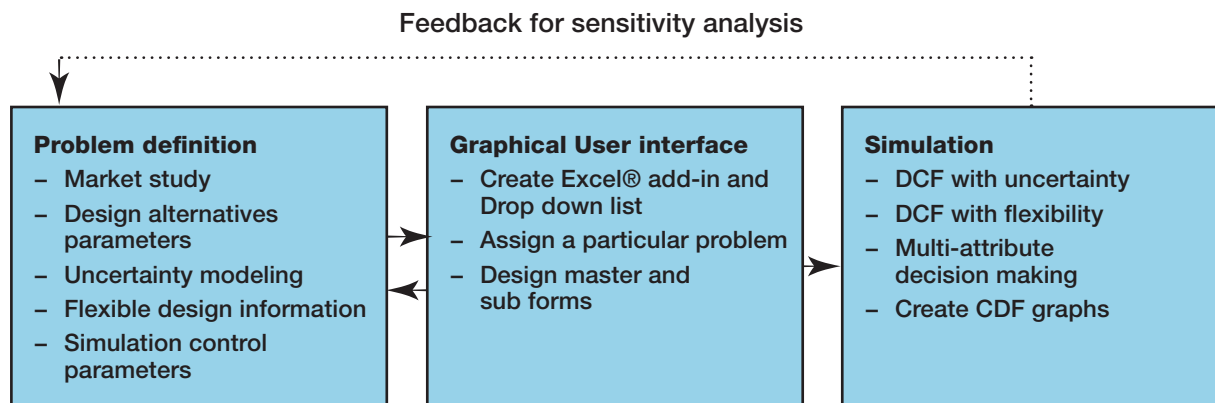 Feedback for sensitivity analysis
Problem definition
– Market study
– Design alternatives
parameters
– Uncertainty modeling
– Flexible design information
– Simulation control
parameters
Graphical User interface
– Create Excel® add-in and
Drop down list
– Assign a particular problem
– Design master and
sub forms
Simulation
– DCF with uncertainty
– DCF with flexibility
– Multi-attribute
decision making
– Create CDF graphs